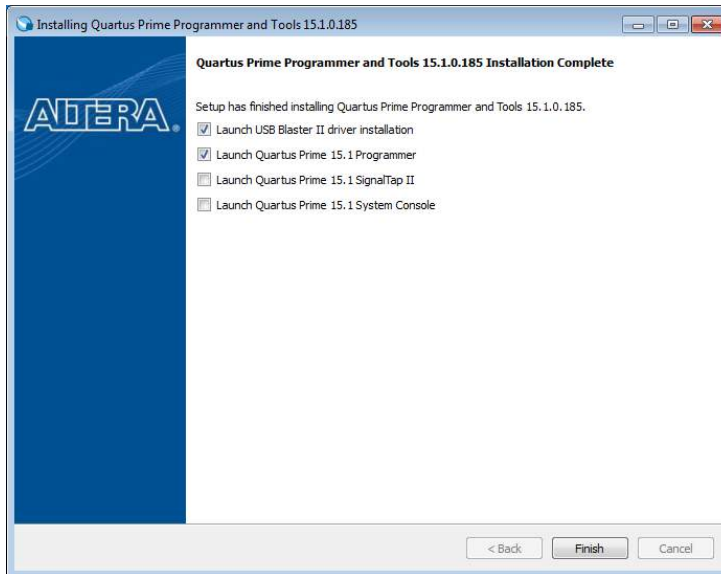 Installing Quartus Prime Programmer and Tools 15.1.0.185
Quartus Prime Programmer and Tools 15.1.0.185 Installation Complete
ALTERA.
Setup has finished installing Quartus Prime Programmer and Tools 15.1.0.185.
Launch USB Blaster II driver installation
Launch Quartus Prime 15.1 Programmer
Launch Quartus Prime 15.1 SignalTap II
Launch Quartus Prime 15.1 System Console
< Back
Finish
Cancel